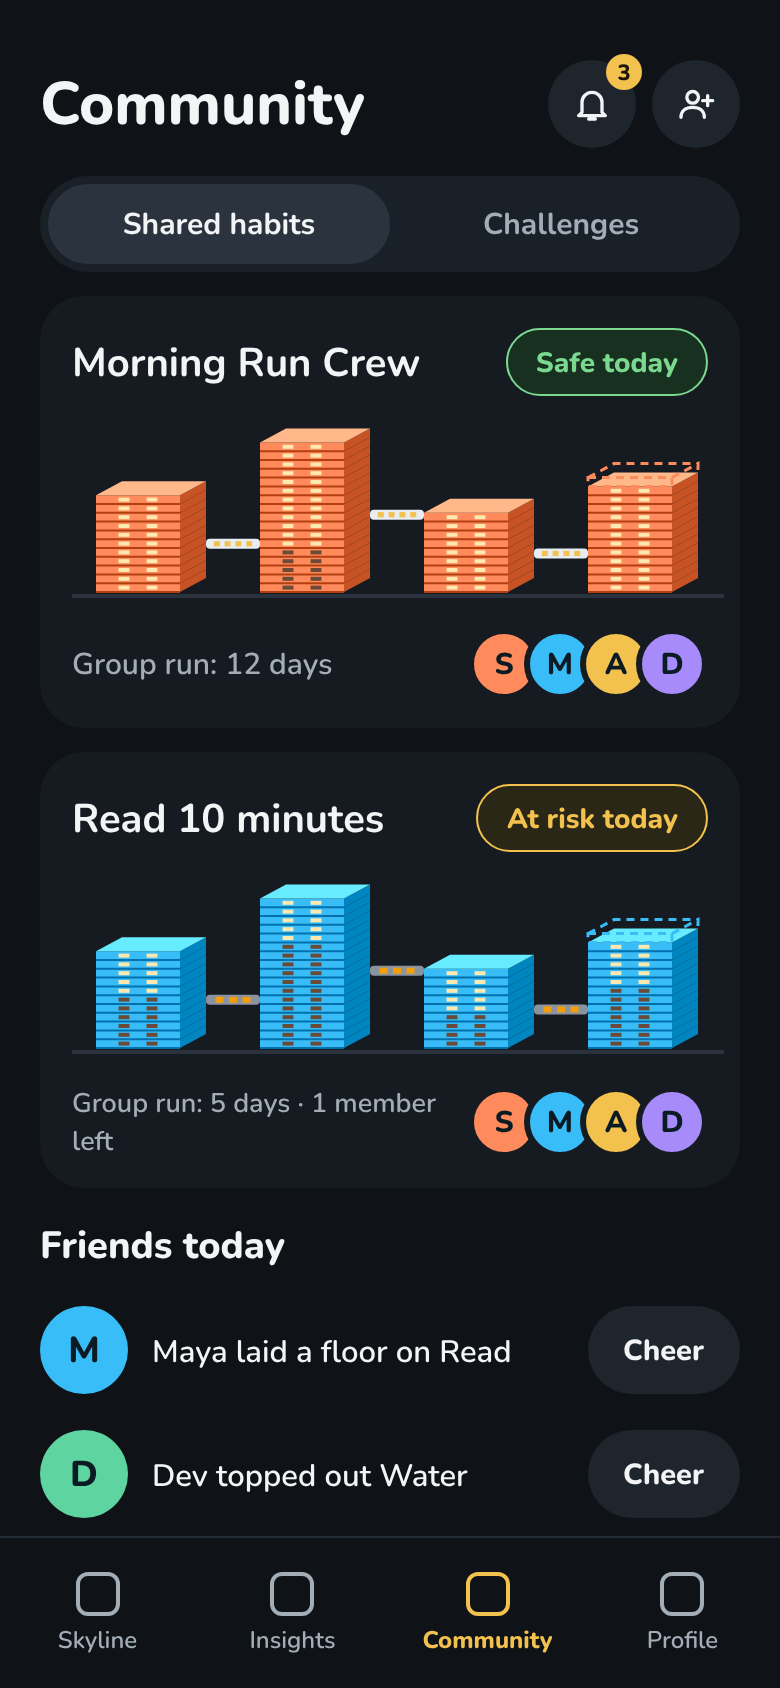 Community
3
Shared habits
Challenges
Morning Run Crew
Safe today
Group run: 12 days
S
M
A
D
Read 10 minutes
At risk today
Group run: 5 days · 1 member
left
S
M
A
D
Friends today
M
Maya laid a floor on Read
Cheer
D
Dev topped out Water
Cheer
Skyline
Insights
Community
Profile